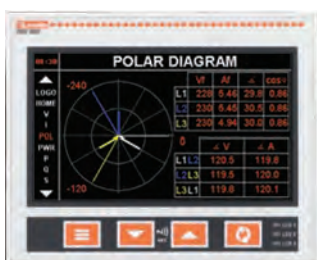 POLAR DIAGRAM
-240
LOGO
HOME
V
I
POL
PWR
P
Q
S
-120
Vf Af cos
L1 228 5.46 29.8 0.86
L2 230 5.45 30.5 0.86
L3 230 4.94 30.0 0.86
0
V A
L1L2 120.5 119.8
L2L3 119.5 120.0
L3L1 119.8 120.1